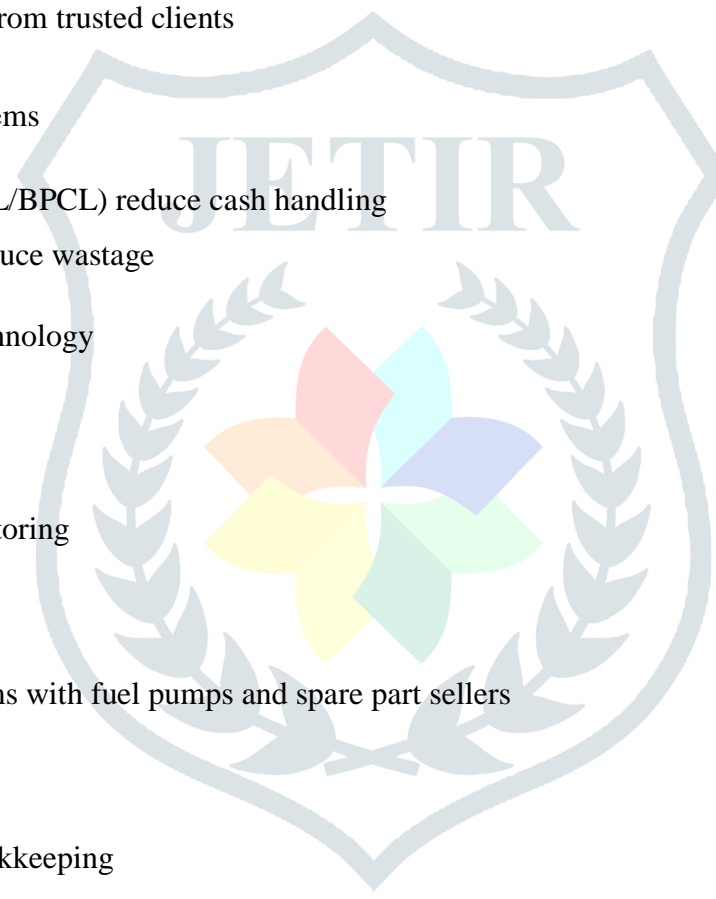 rom trusted clients
ems
JETIR
L/BPCL) reduce cash handling
uce wastage
hnology
toring
ns with fuel pumps and spare part sellers
kkeeping